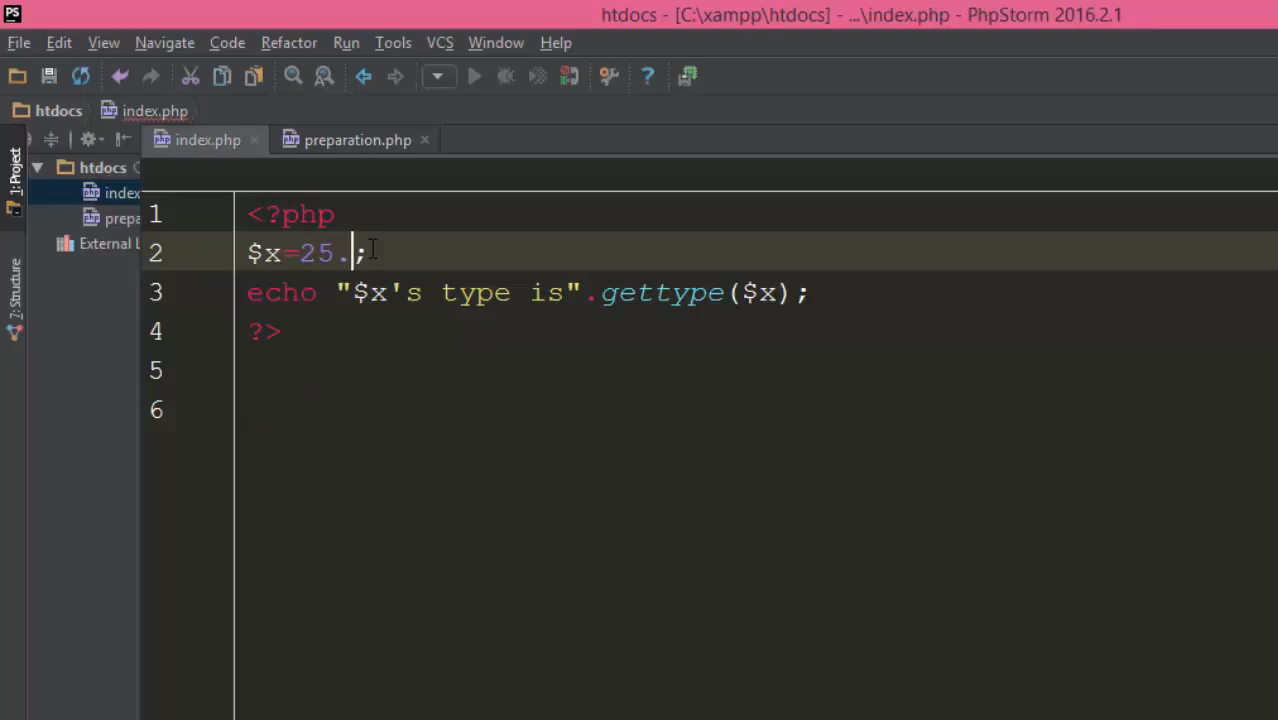 PS
htdocs - [C:\xampp\htdocs] - ...\index.php - PhpStorm 2016.2.1
File Edit View Navigate Code Refactor Run Tools VCS Window Help
htdocs index.php
index.php preparation.php
1: Project
htdocs
index
prepa
External L
7: Structure
1 <?php
2 $x=25.;
3 echo "$x's type is".gettype($x);
4 ?>
5
6